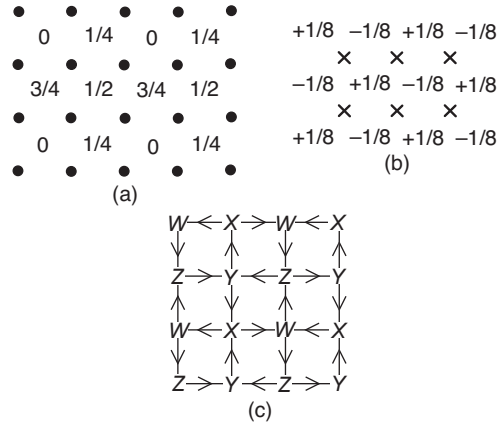 0 1/4 0 1/4
3/4 1/2 3/4 1/2
0 1/4 0 1/4
(a)
+1/8 −1/8 +1/8 −1/8
−1/8 +1/8 −1/8 +1/8
+1/8 −1/8 +1/8 −1/8
(b)
W X W X
Z Y Z Y
W X W X
Z Y Z Y
(c)